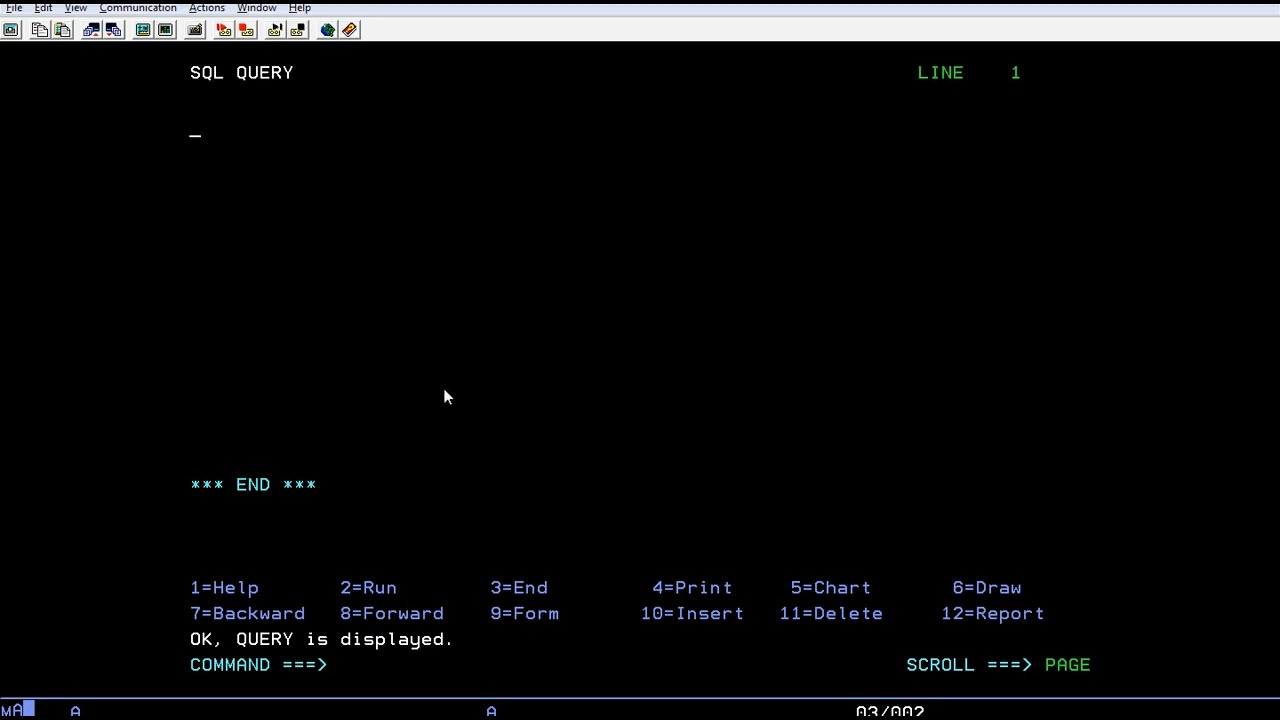 File Edit View Communication Actions Window Help
SQL QUERY LINE 1
*** END ***
1=Help 2=Run 3=End 4=Print 5=Chart 6=Draw
7=Backward 8=Forward 9=Form 10=Insert 11=Delete 12=Report
OK, QUERY is displayed.
COMMAND ===> SCROLL ===> PAGE
MA A A 03/002